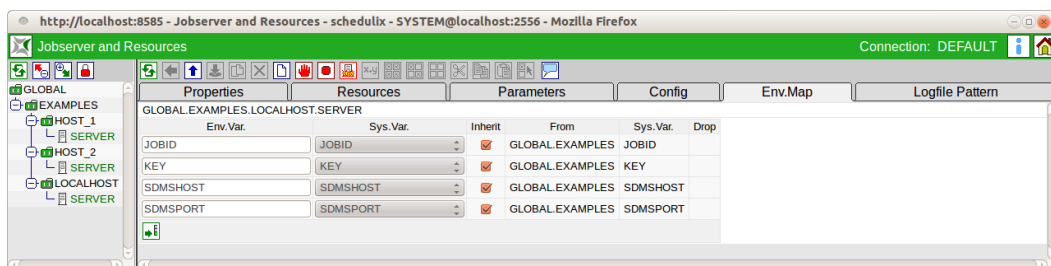 http://localhost:8585 - Jobserver and Resources - schedulix - SYSTEM@localhost:2556 - Mozilla Firefox
Jobserver and Resources
Connection: DEFAULT
GLOBAL
EXAMPLES
HOST_1
SERVER
HOST_2
SERVER
LOCALHOST
SERVER
Properties Resources Parameters Config Env.Map Logfile Pattern
GLOBAL.EXAMPLES.LOCALHOST.SERVER
Env.Var. Sys.Var. Inherit From Sys.Var. Drop
JOBID JOBID GLOBAL.EXAMPLES JOBID
KEY KEY GLOBAL.EXAMPLES KEY
SDMSHOST SDMSHOST GLOBAL.EXAMPLES SDMSHOST
SDMSPORT SDMSPORT GLOBAL.EXAMPLES SDMSPORT